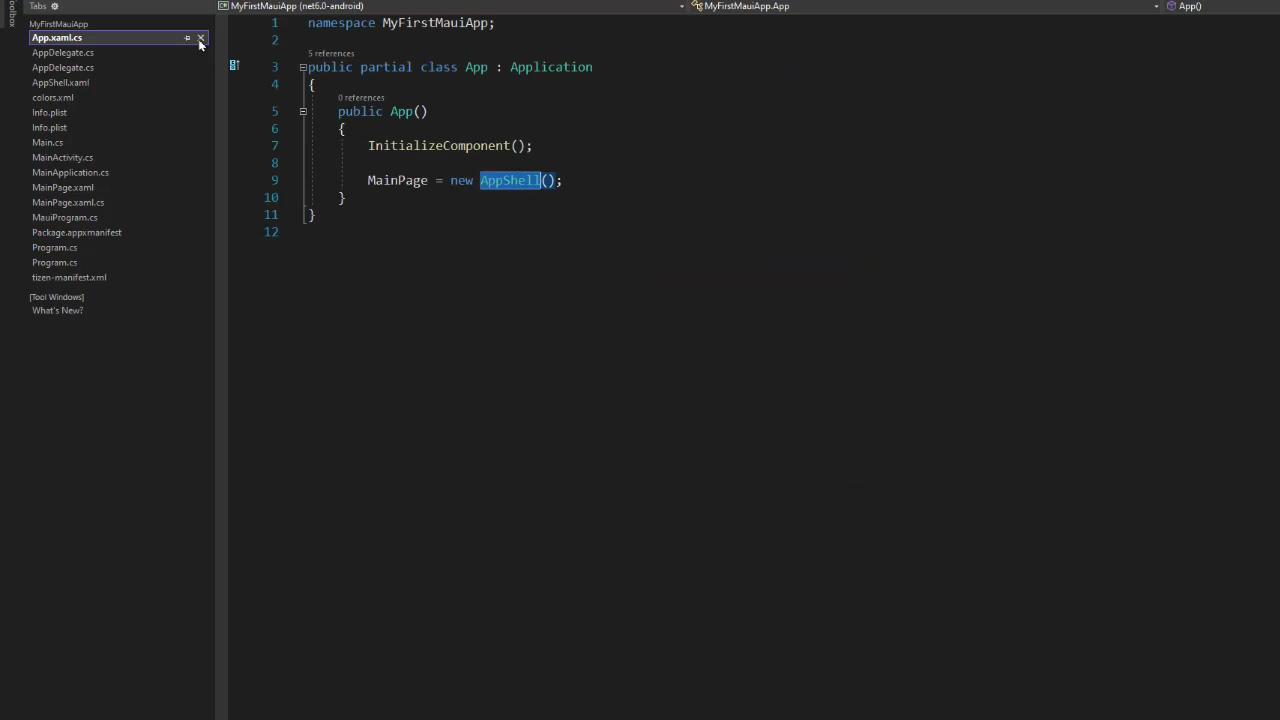 Toolbox
Tabs
MyFirstMauiApp
App.xaml.cs
AppDelegate.cs
AppDelegate.cs
AppShell.xaml
colors.xml
Info.plist
Info.plist
Main.cs
MainActivity.cs
MainApplication.cs
MainPage.xaml
MainPage.xaml.cs
MauiProgram.cs
Package.appxmanifest
Program.cs
Program.cs
tizen-manifest.xml
[Tool Windows]
What's New?
MyFirstMauiApp (net6.0-android)
MyFirstMauiApp.App
App()
1 namespace MyFirstMauiApp;
2
5 references
3 public partial class App : Application
4 {
0 references
5 public App()
6 {
7 InitializeComponent();
8
9 MainPage = new AppShell();
10 }
11 }
12